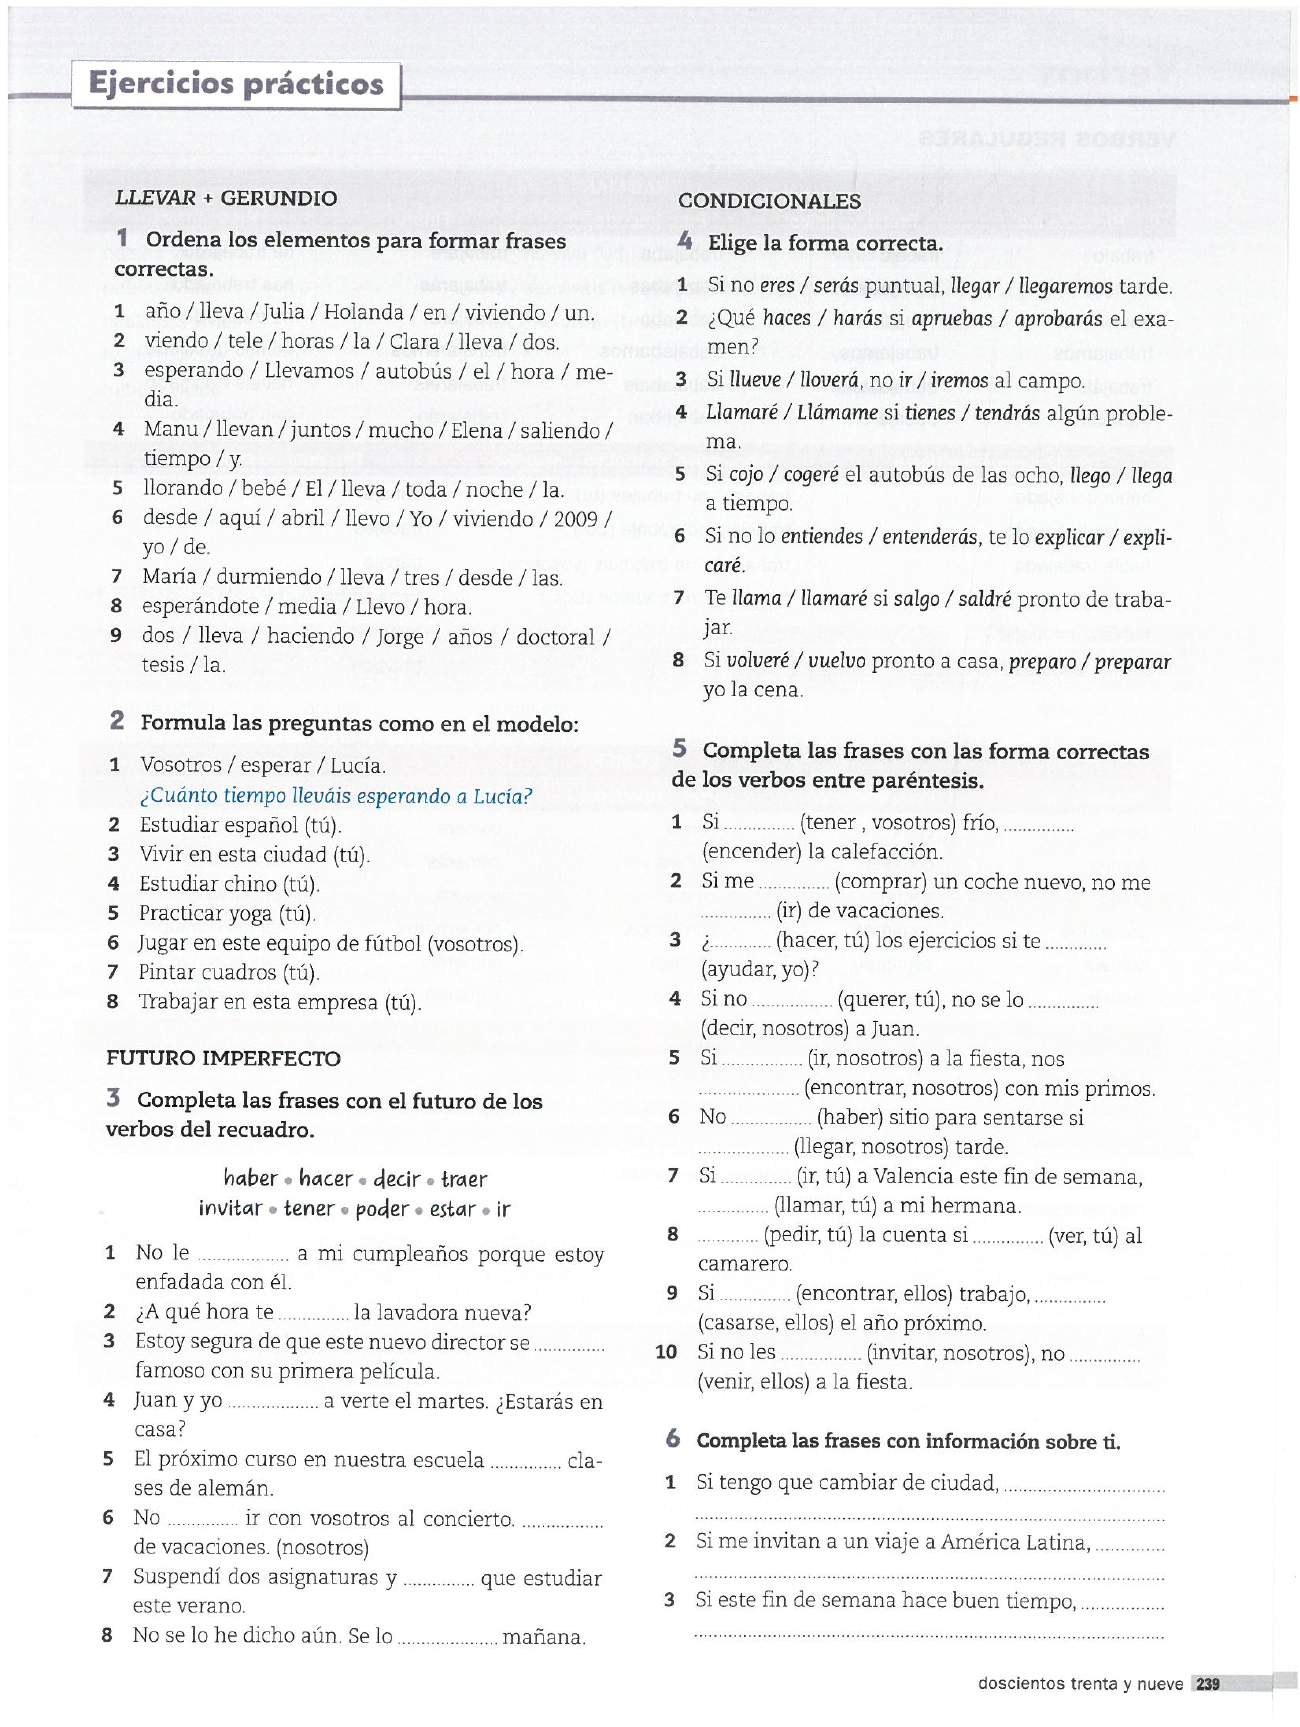 Ejercicios prácticos
LLEVAR + GERUNDIO
1 Ordena los elementos para formar frases
correctas.
1 año / lleva / Julia / Holanda / en / viviendo / un.
2 viendo / tele / horas / la / Clara / lleva / dos.
3 esperando / Llevamos / autobús / el / hora / me-
dia.
4 Manu / llevan / juntos / mucho / Elena / saliendo /
tiempo / y.
5 llorando / bebé / El / lleva / toda / noche / la.
6 desde / aquí / abril / llevo / Yo / viviendo / 2009 /
yo / de.
7 María / durmiendo / lleva / tres / desde / las.
8 esperándote / media / Llevo / hora.
9 dos / lleva / haciendo / Jorge / años / doctoral /
tesis / la.
2 Formula las preguntas como en el modelo:
1 Vosotros / esperar / Lucía.
¿Cuánto tiempo lleváis esperando a Lucía?
2 Estudiar español (tú).
3 Vivir en esta ciudad (tú).
4 Estudiar chino (tú).
5 Practicar yoga (tú).
6 Jugar en este equipo de fútbol (vosotros).
7 Pintar cuadros (tú).
8 Trabajar en esta empresa (tú).
FUTURO IMPERFECTO
3 Completa las frases con el futuro de los
verbos del recuadro.
haber • hacer • decir • traer
invitar • tener • poder • estar • ir
1 No le .................. a mi cumpleaños porque estoy
enfadada con él.
2 ¿A qué hora te .............. la lavadora nueva?
3 Estoy segura de que este nuevo director se ..............
famoso con su primera película.
4 Juan y yo .................. a verte el martes. ¿Estarás en
casa?
5 El próximo curso en nuestra escuela .............. cla-
ses de alemán.
6 No .............. ir con vosotros al concierto. ................
de vacaciones. (nosotros)
7 Suspendí dos asignaturas y .............. que estudiar
este verano.
8 No se lo he dicho aún. Se lo .................... mañana.
CONDICIONALES
4 Elige la forma correcta.
1 Si no eres / serás puntual, llegar / llegaremos tarde.
2 ¿Qué haces / harás si apruebas / aprobarás el exa-
men?
3 Si llueve / lloverá, no ir / iremos al campo.
4 Llamaré / Llámame si tienes / tendrás algún proble-
ma.
5 Si cojo / cogeré el autobús de las ocho, llego / llega
a tiempo.
6 Si no lo entiendes / entenderás, te lo explicar / expli-
caré.
7 Te llama / llamaré si salgo / saldré pronto de traba-
jar.
8 Si volveré / vuelvo pronto a casa, preparo / preparar
yo la cena.
5 Completa las frases con las forma correctas
de los verbos entre paréntesis.
1 Si .............. (tener , vosotros) frío, ..............
(encender) la calefacción.
2 Si me .............. (comprar) un coche nuevo, no me
.............. (ir) de vacaciones.
3 ¿............ (hacer, tú) los ejercicios si te ............
(ayudar, yo)?
4 Si no ................ (querer, tú), no se lo ..............
(decir, nosotros) a Juan.
5 Si ................ (ir, nosotros) a la fiesta, nos
.................... (encontrar, nosotros) con mis primos.
6 No ................ (haber) sitio para sentarse si
.................. (llegar, nosotros) tarde.
7 Si .............. (ir, tú) a Valencia este fin de semana,
.............. (llamar, tú) a mi hermana.
8 ............ (pedir, tú) la cuenta si .............. (ver, tú) al
camarero.
9 Si .............. (encontrar, ellos) trabajo, ..............
(casarse, ellos) el año próximo.
10 Si no les ................ (invitar, nosotros), no ..............
(venir, ellos) a la fiesta.
6 Completa las frases con información sobre ti.
1 Si tengo que cambiar de ciudad, ................................
2 Si me invitan a un viaje a América Latina, ..............
3 Si este fin de semana hace buen tiempo, .................
doscientos trenta y nueve 239